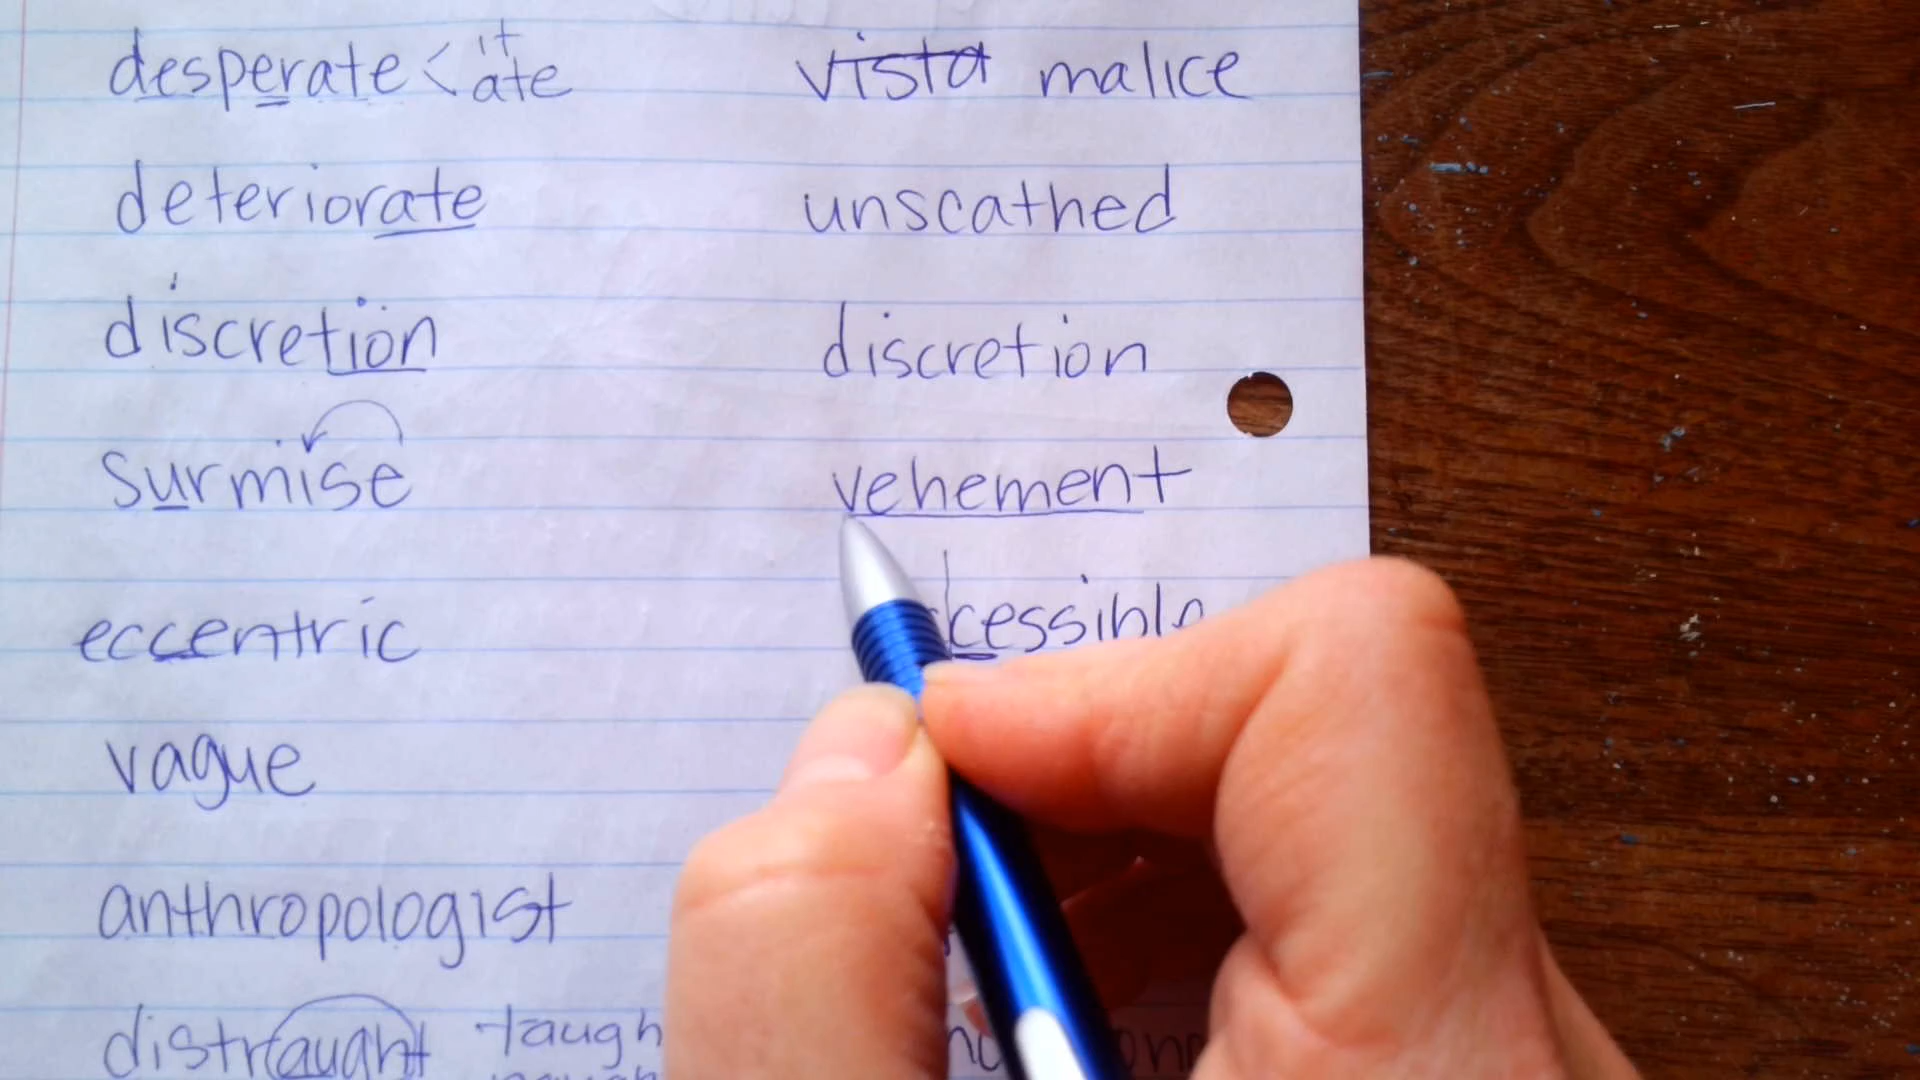 desperate < it
ate
vista malice
deteriorate
unscathed
discretion
discretion
surmise
vehement
eccentric
vague
anthropologist
distraught